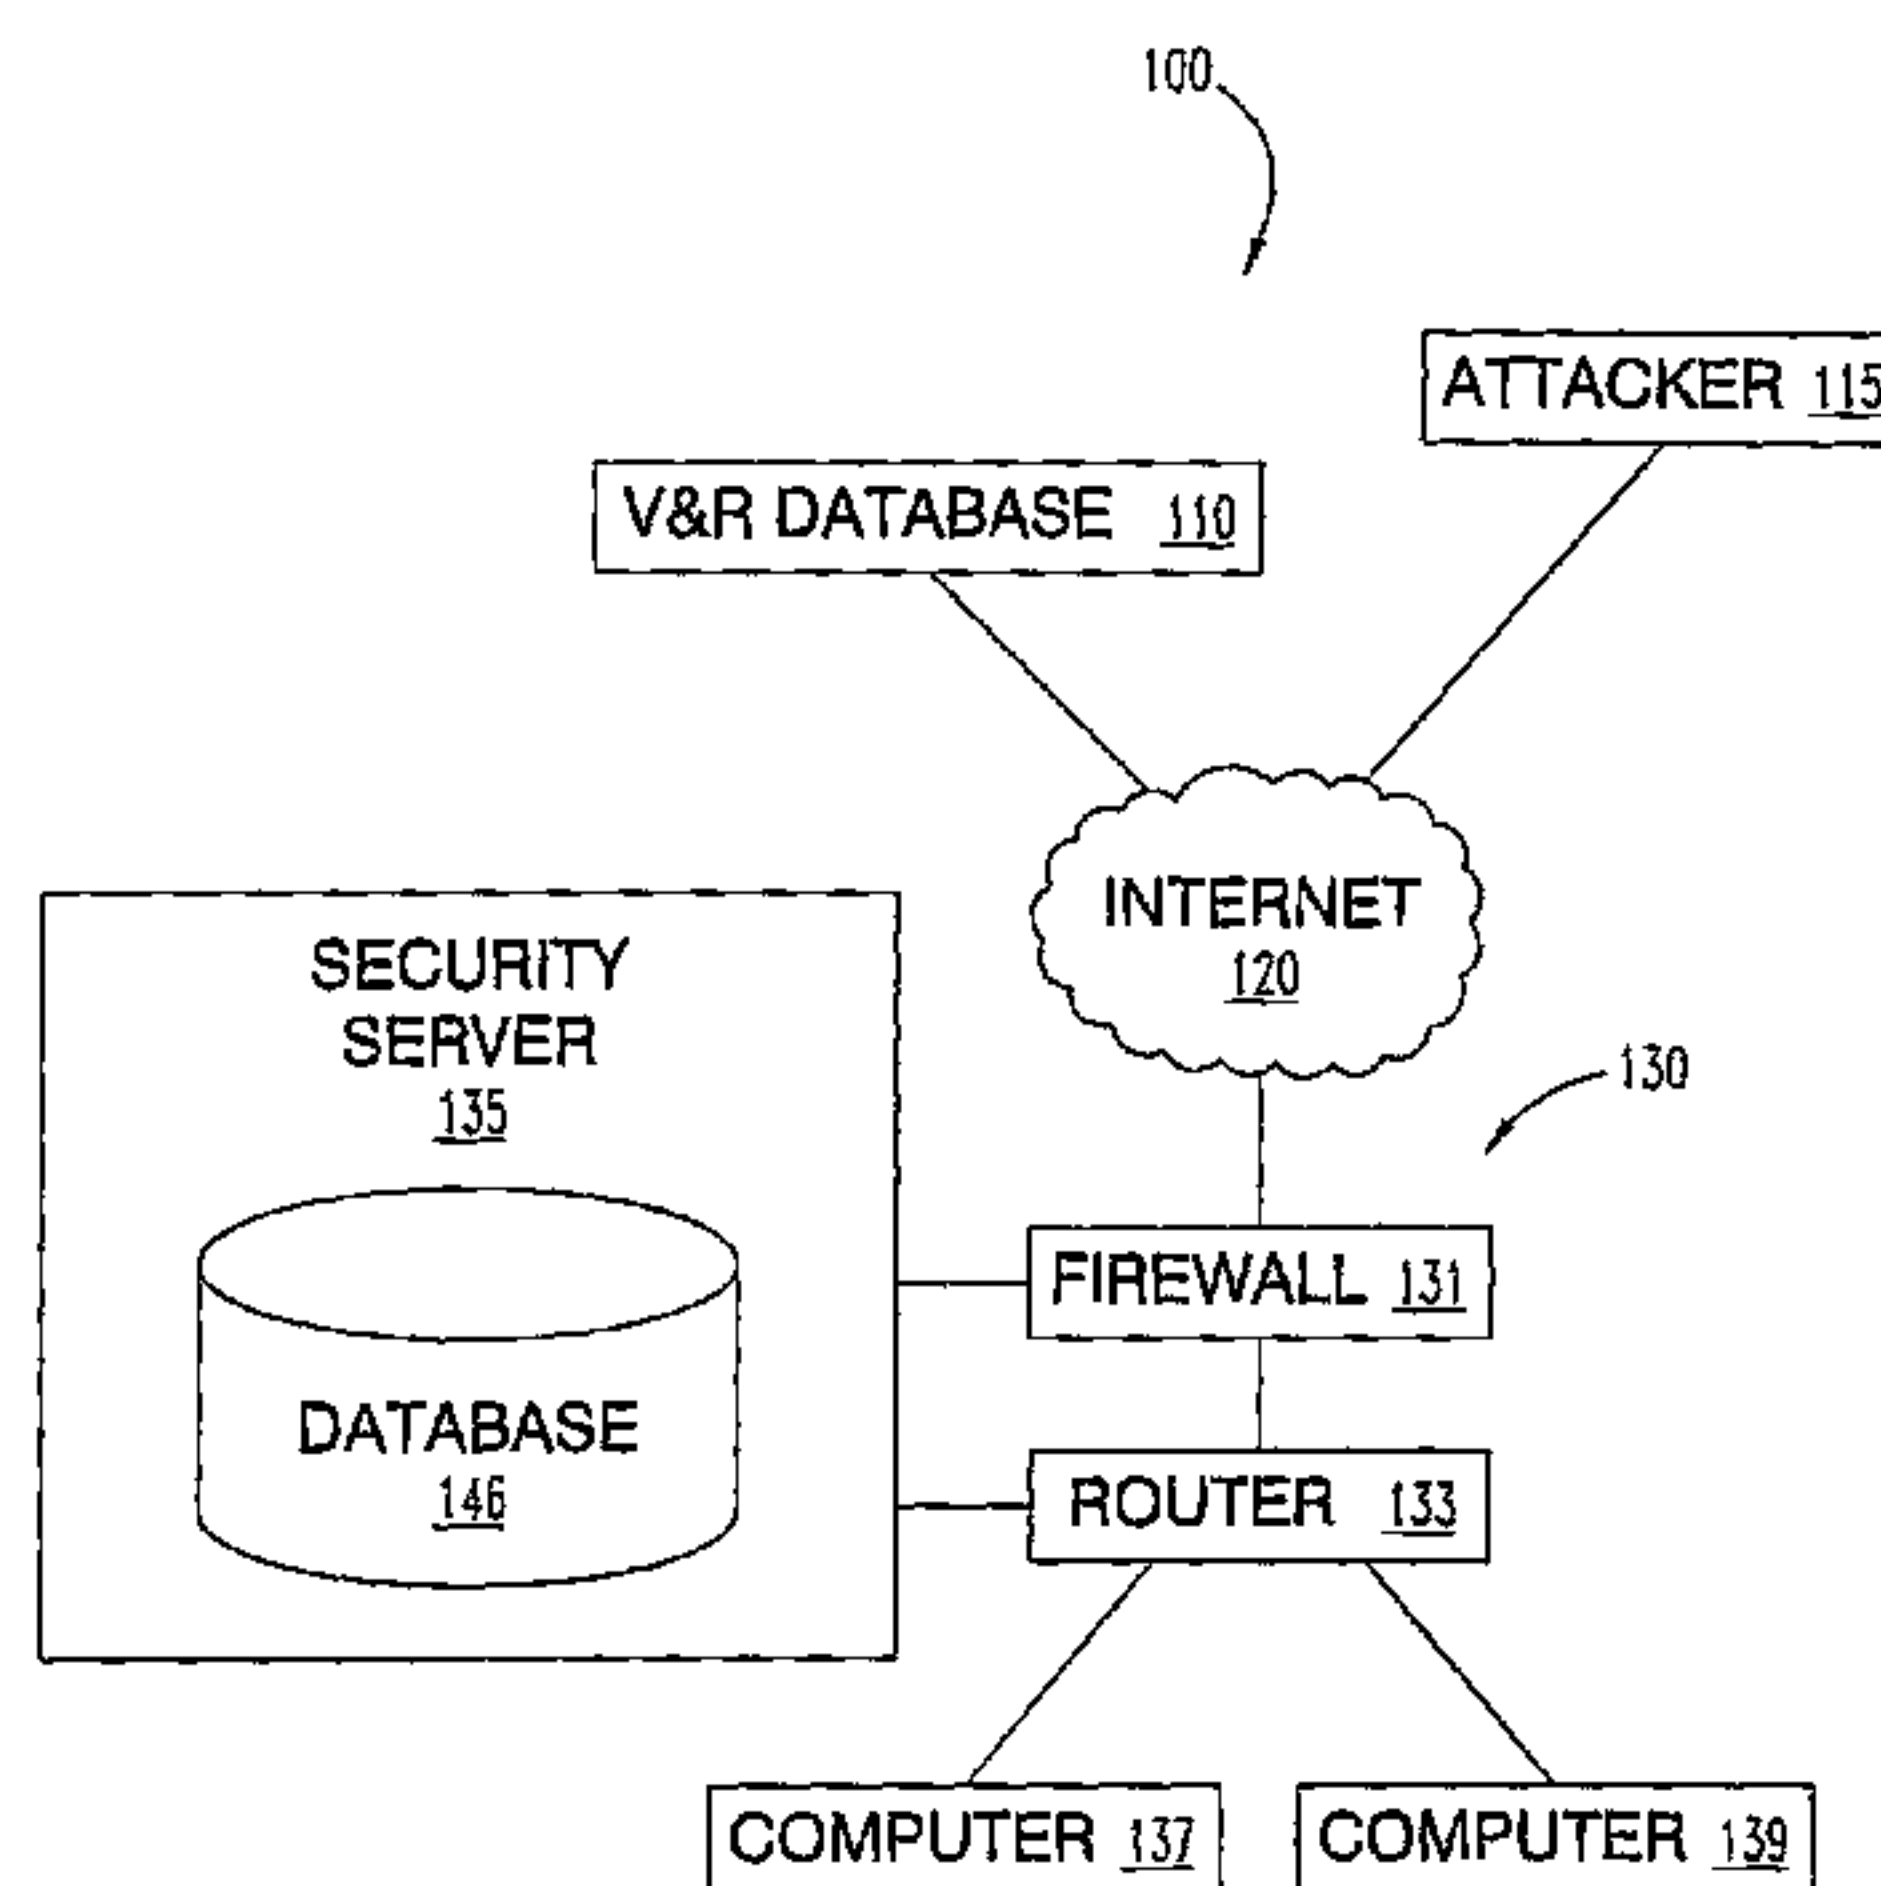 100
ATTACKER 115
V&R DATABASE 110
INTERNET
120
SECURITY
SERVER
135
130
FIREWALL 131
DATABASE
146
ROUTER 133
COMPUTER 137
COMPUTER 139